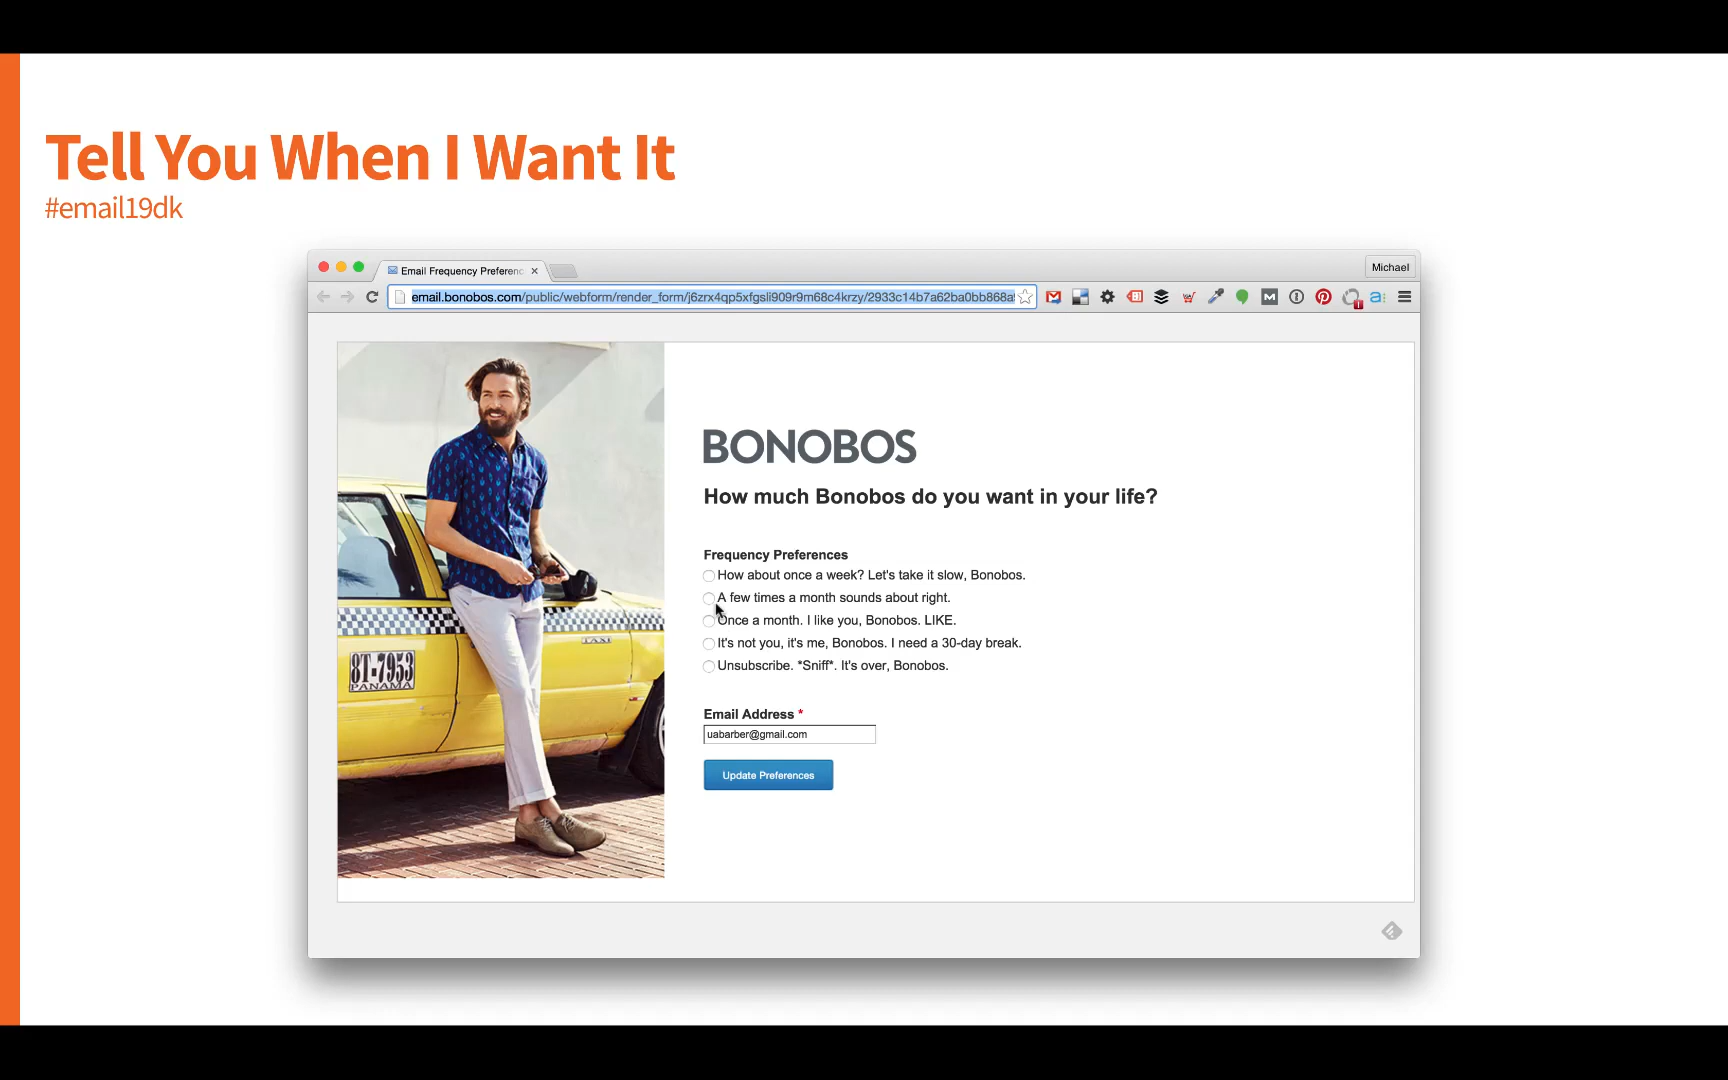 Tell You When I Want It
#email19dk
Email Frequency Preferenc
Michael
email.bonobos.com/public/webform/render_form/j6zrx4qp5xfgsli909r9m68c4krzy/2933c14b7a62ba0bb868a
BONOBOS
How much Bonobos do you want in your life?
Frequency Preferences
How about once a week? Let's take it slow, Bonobos.
A few times a month sounds about right.
Once a month. I like you, Bonobos. LIKE.
It's not you, it's me, Bonobos. I need a 30-day break.
Unsubscribe. *Sniff*. It's over, Bonobos.
TAXI
8T-7953
PANAMA
Email Address *
uabarber@gmail.com
Update Preferences